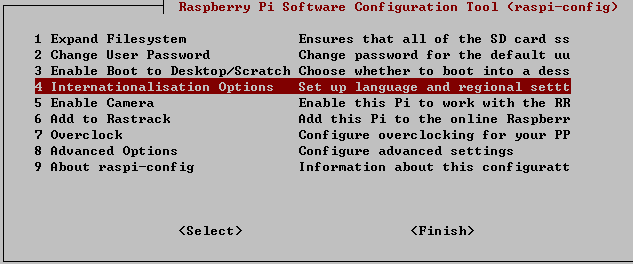 Raspberry Pi Software Configuration Tool (raspi-config)
1 Expand Filesystem Ensures that all of the SD card ss
2 Change User Password Change password for the default uu
3 Enable Boot to Desktop/Scratch Choose whether to boot into a dess
4 Internationalisation Options Set up language and regional settt
5 Enable Camera Enable this Pi to work with the RR
6 Add to Rastrack Add this Pi to the online Raspberr
7 Overclock Configure overclocking for your PP
8 Advanced Options Configure advanced settings
9 About raspi-config Information about this configuratt
<Select> <Finish>